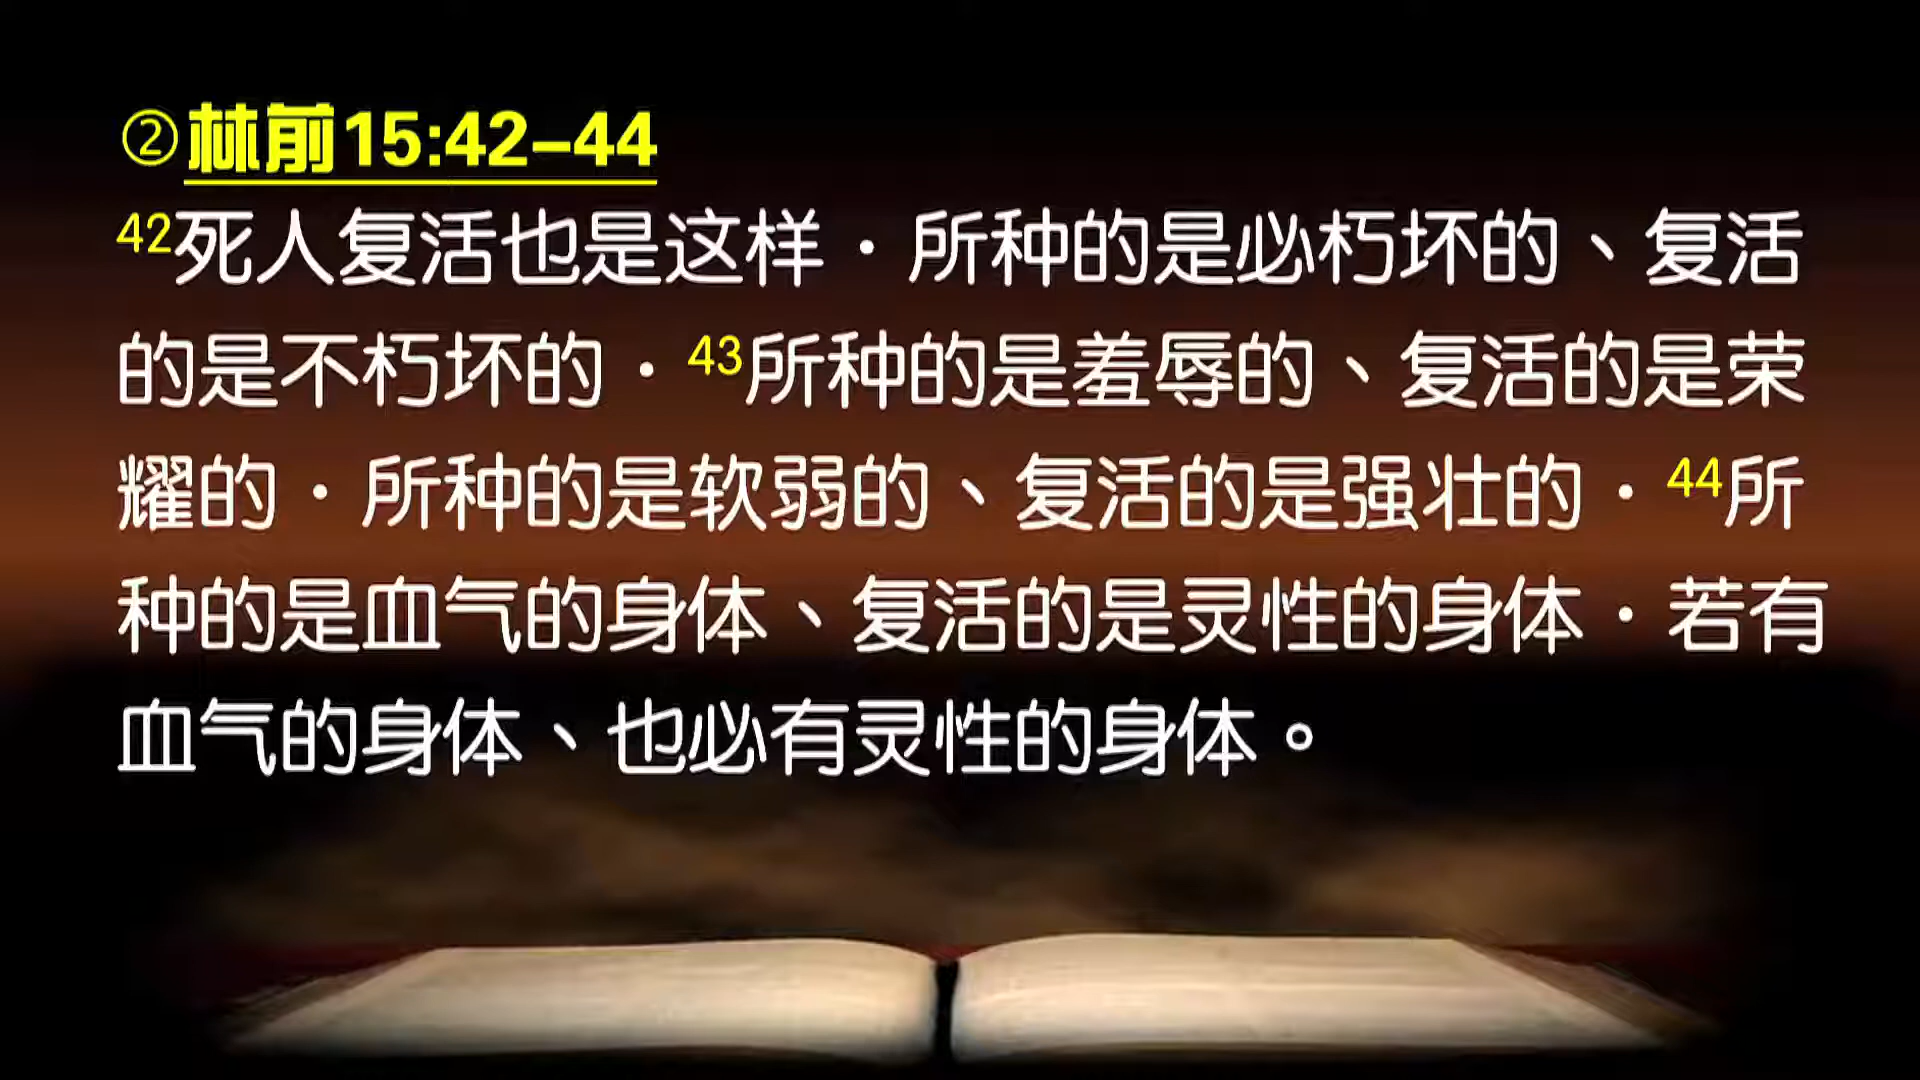 ②林前15:42-44
42死人复活也是这样．所种的是必朽坏的、复活
的是不朽坏的．43所种的是羞辱的、复活的是荣
耀的．所种的是软弱的、复活的是强壮的．44所
种的是血气的身体、复活的是灵性的身体．若有
血气的身体、也必有灵性的身体。